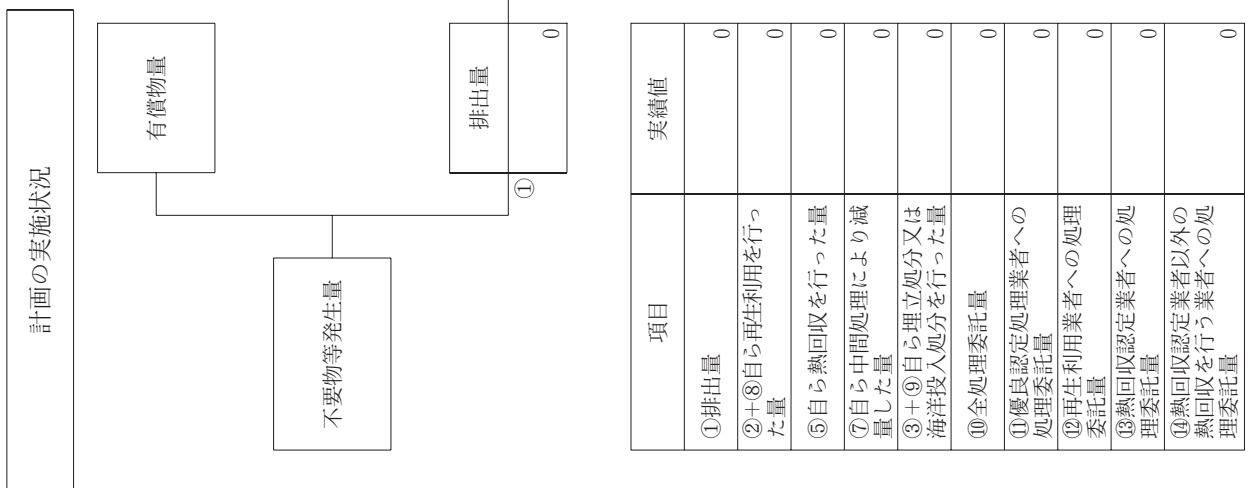 計画の実施状況
不要物等発生量
有償物量
①
排出量
0
項目
実績値
①排出量
0
②+⑧自ら再生利用を行っ
た量
0
⑤自ら熱回収を行った量
0
⑦自ら中間処理により減
量した量
0
③+⑨自ら埋立処分又は
海洋投入処分を行った量
0
⑩全処理委託量
0
⑪優良認定処理業者への
処理委託量
0
⑫再生利用業者への処理
委託量
0
⑬熱回収認定業者への処
理委託量
0
⑭熱回収認定業者以外の
熱回収を行う業者への処
理委託量
0